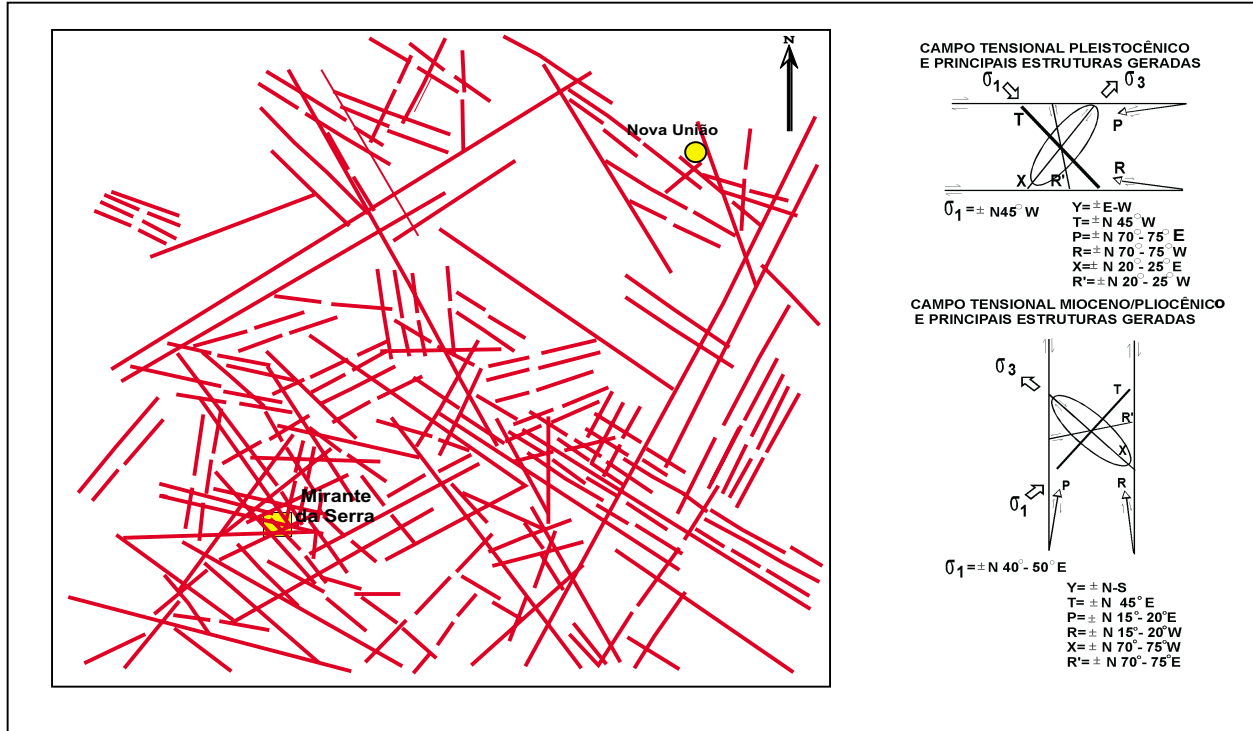 N
Nova União
Mirante
da Serra
CAMPO TENSIONAL PLEISTOCÊNICO
E PRINCIPAIS ESTRUTURAS GERADAS
σ1
σ3
T
P
X
R'
R
σ1 = ± N45° W
Y= ± E-W
T= ± N 45° W
P= ± N 70° - 75° E
R= ± N 70° - 75° W
X= ± N 20° - 25° E
R'= ± N 20° - 25° W
CAMPO TENSIONAL MIOCENO/PLIOCÊNICO
E PRINCIPAIS ESTRUTURAS GERADAS
σ3
T
R'
X
σ1
P
R
σ1 = ± N 40° - 50° E
Y= ± N-S
T= ± N 45° E
P= ± N 15° - 20° E
R= ± N 15° - 20° W
X= ± N 70° - 75° W
R'= ± N 70° - 75° E